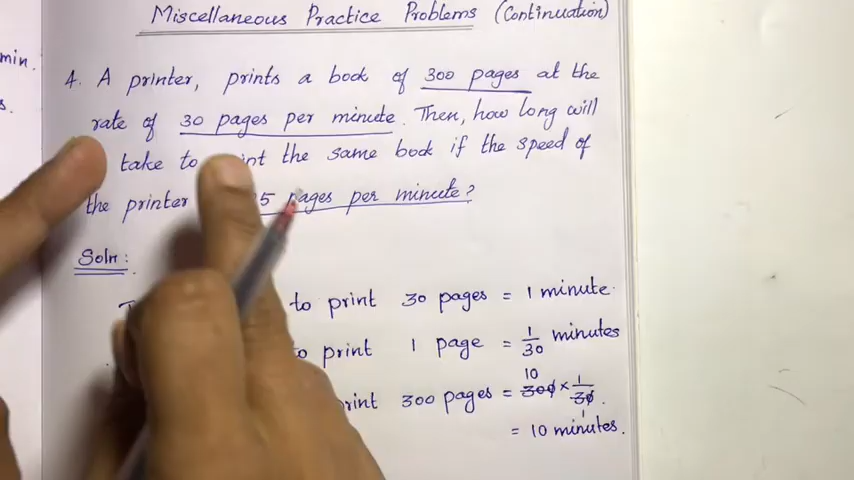 Miscellaneous Practice Problems (Continuation)
min.
s.
4. A printer, prints a book of 300 pages at the
rate of 30 pages per minute. Then, how long will
take to the same book if the speed of
the printer pages per minute?
Soln:
to print 30 pages = 1 minute.
to print 1 page = 1/30 minutes
300 pages = 300 × 1/30.
10
1
= 10 minutes.